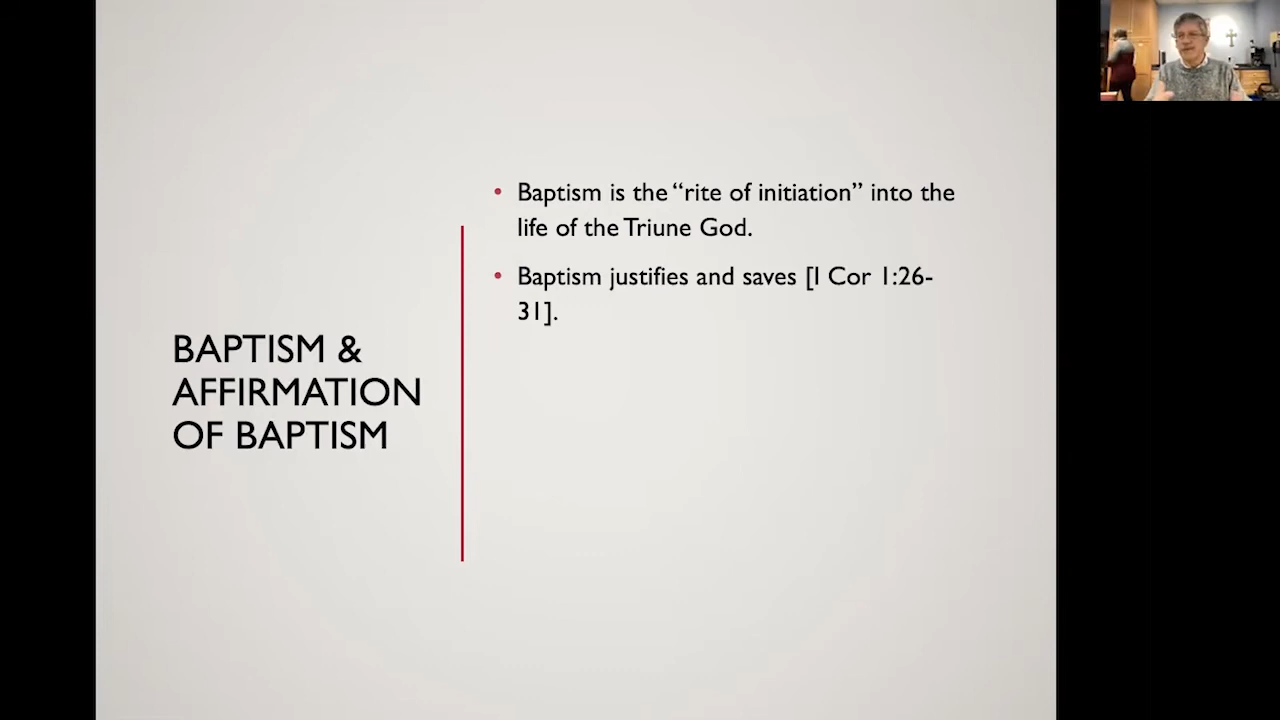 BAPTISM &
AFFIRMATION
OF BAPTISM
• Baptism is the “rite of initiation” into the
life of the Triune God.
• Baptism justifies and saves [I Cor 1:26-
31].